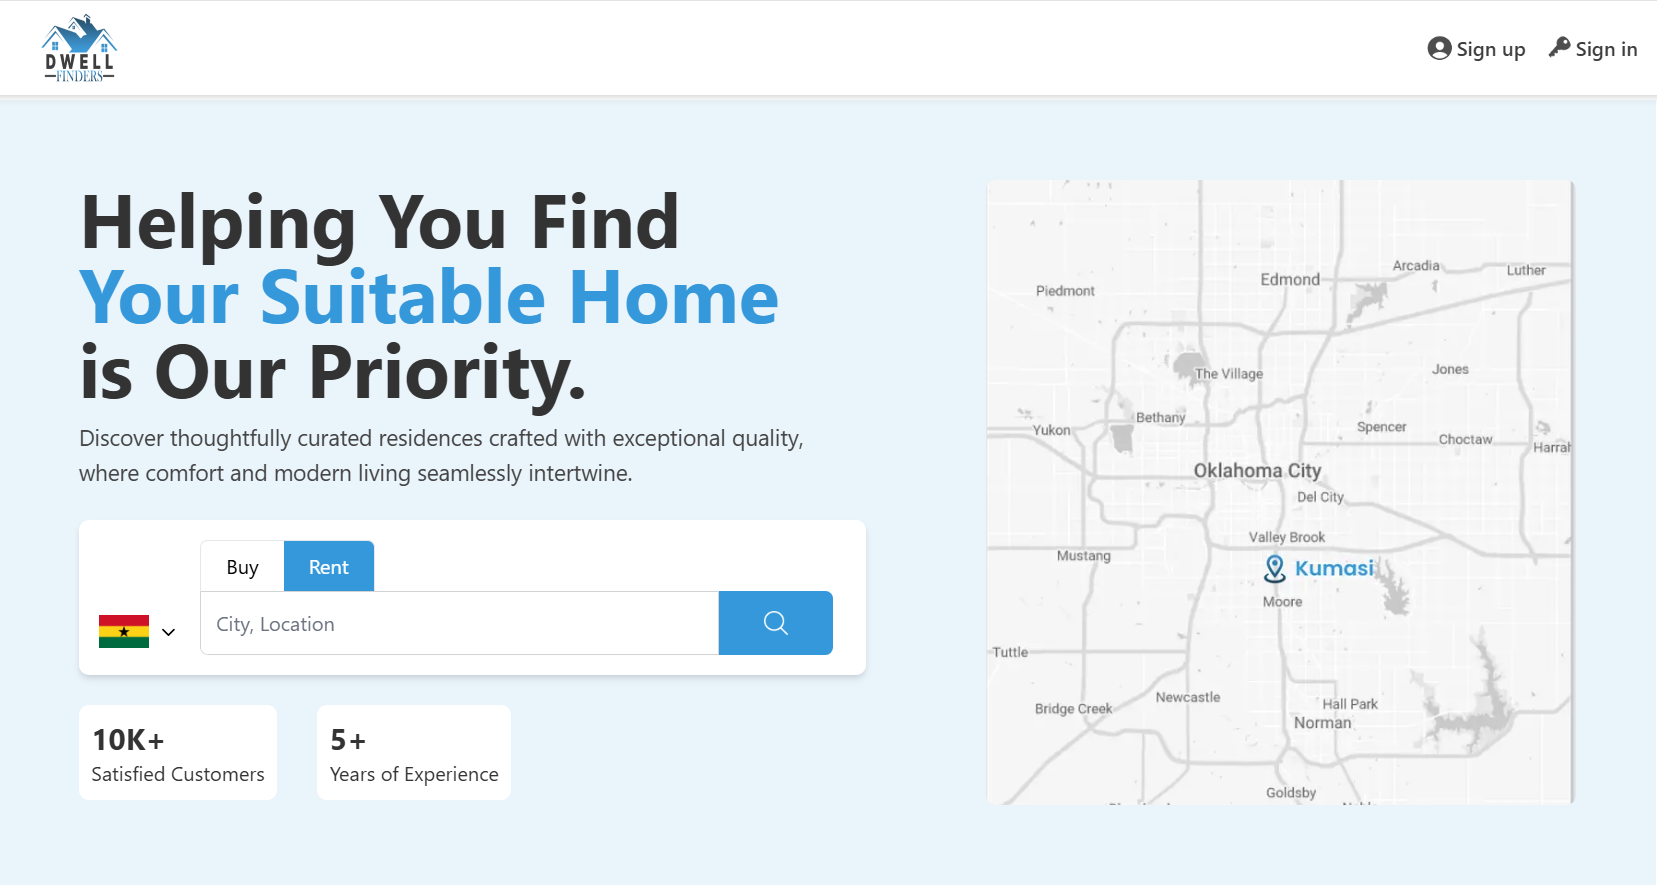 DWELL
FINDERS
Sign up
Sign in
Helping You Find
Your Suitable Home
is Our Priority.
Discover thoughtfully curated residences crafted with exceptional quality,
where comfort and modern living seamlessly intertwine.
Buy
Rent
City, Location
10K+
Satisfied Customers
5+
Years of Experience
Arcadia
Luther
Edmond
Piedmont
Jones
The Village
Bethany
Spencer
Yukon
Choctaw
Harrah
Oklahoma City
Del City
Valley Brook
Mustang
Kumasi
Moore
Tuttle
Newcastle
Hall Park
Bridge Creek
Norman
Goldsby